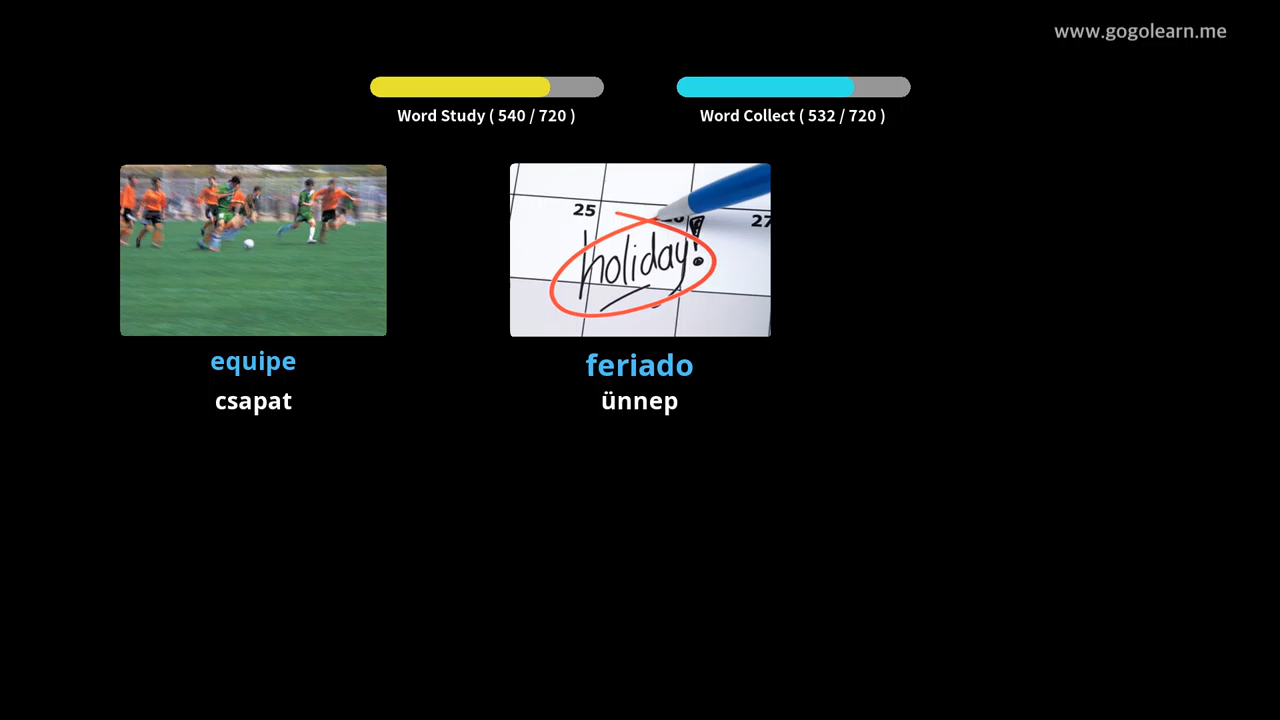 www.gogolearn.me
Word Study ( 540 / 720 )
Word Collect ( 532 / 720 )
25
27
holiday!
equipe
csapat
feriado
ünnep